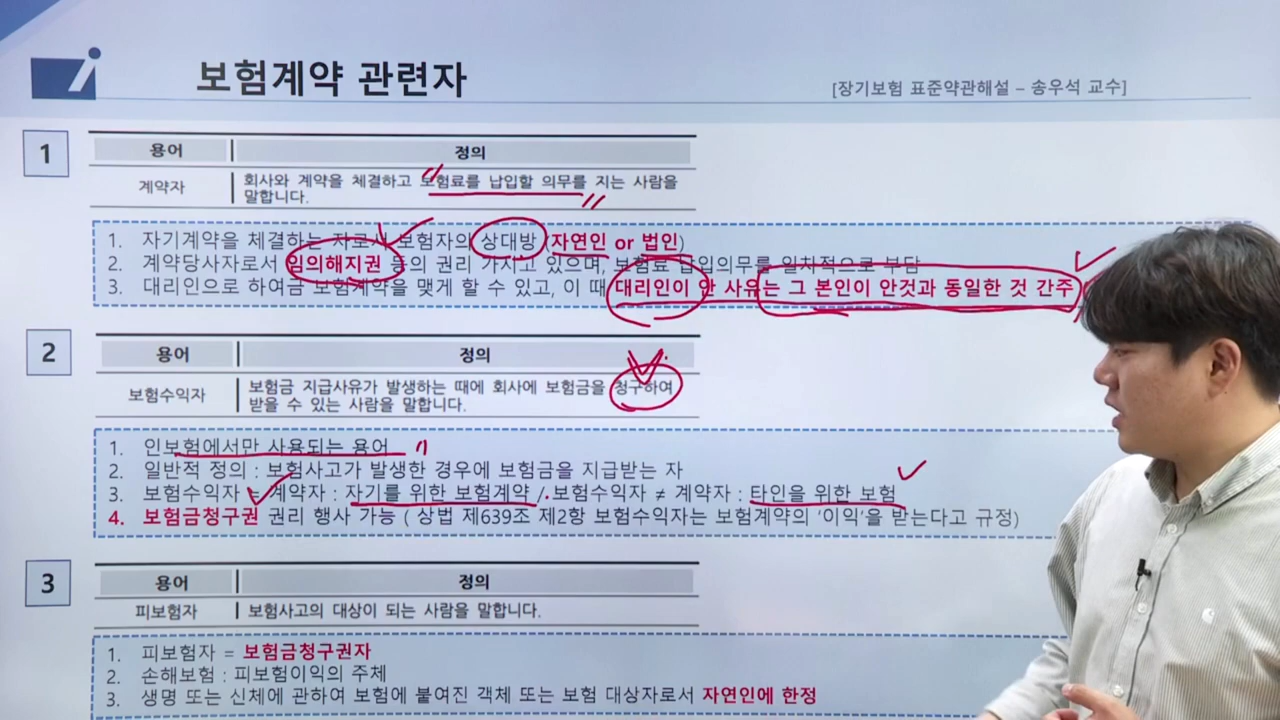 보험계약 관련자
[장기보험 표준약관해설 – 송우석 교수]
1
용어 정의
계약자 회사와 계약을 체결하고 보험료를 납입할 의무를 지는 사람을
말합니다.
1. 자기계약을 체결하는 자로서 보험자의 상대방 (자연인 or 법인)
2. 계약당사자로서 임의해지권 등의 권리 가지고 있으며, 보험료 납입의무를 일차적으로 부담
3. 대리인으로 하여금 보험계약을 맺게 할 수 있고, 이 때 대리인이 안 사유는 그 본인이 안것과 동일한 것 간주
2
용어 정의
보험수익자 보험금 지급사유가 발생하는 때에 회사에 보험금을 청구하여
받을 수 있는 사람을 말합니다.
1. 인보험에서만 사용되는 용어
2. 일반적 정의 : 보험사고가 발생한 경우에 보험금을 지급받는 자
3. 보험수익자 = 계약자 : 자기를 위한 보험계약 / 보험수익자 ≠ 계약자 : 타인을 위한 보험
4. 보험금청구권 권리 행사 가능 ( 상법 제639조 제2항 보험수익자는 보험계약의 '이익'을 받는다고 규정)
3
용어 정의
피보험자 보험사고의 대상이 되는 사람을 말합니다.
1. 피보험자 = 보험금청구권자
2. 손해보험 : 피보험이익의 주체
3. 생명 또는 신체에 관하여 보험에 붙여진 객체 또는 보험 대상자로서 자연인에 한정